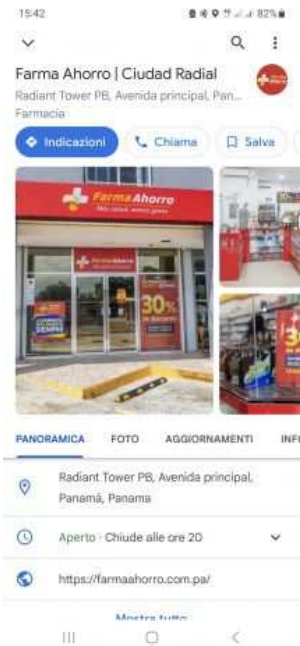 15:42
82%
Farma Ahorro | Ciudad Radial
Radiant Tower PB, Avenida principal, Pan...
Farmacia
Indicazioni
Chiama
Salva
FarmaAhorro
30%
PANORAMICA
FOTO
AGGIORNAMENTI
INF
Radiant Tower PB, Avenida principal,
Panamá, Panama
Aperto · Chiude alle ore 20
https://farmaahorro.com.pa/
Mostra tutto